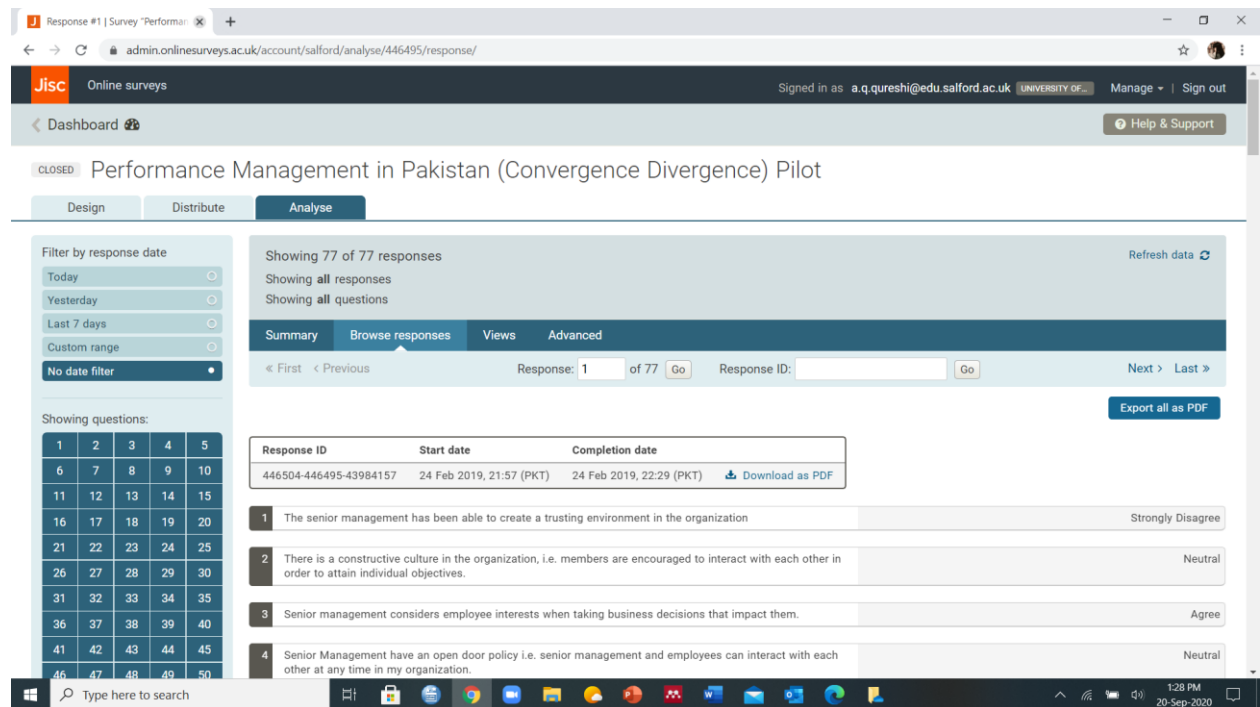 Response #1 | Survey "Performan
admin.onlinesurveys.ac.uk/account/salford/analyse/446495/response/
Jisc Online surveys Signed in as a.q.qureshi@edu.salford.ac.uk UNIVERSITY OF... Manage | Sign out
Dashboard Help & Support
CLOSED Performance Management in Pakistan (Convergence Divergence) Pilot
Design Distribute Analyse
Filter by response date
Today
Yesterday
Last 7 days
Custom range
No date filter
Showing questions:
1 2 3 4 5
6 7 8 9 10
11 12 13 14 15
16 17 18 19 20
21 22 23 24 25
26 27 28 29 30
31 32 33 34 35
36 37 38 39 40
41 42 43 44 45
46 47 48 49 50
Showing 77 of 77 responses Refresh data
Showing all responses
Showing all questions
Summary Browse responses Views Advanced
« First < Previous Response: 1 of 77 Go Response ID: Go Next > Last »
Export all as PDF
Response ID Start date Completion date
446504-446495-43984157 24 Feb 2019, 21:57 (PKT) 24 Feb 2019, 22:29 (PKT) Download as PDF
1 The senior management has been able to create a trusting environment in the organization Strongly Disagree
2 There is a constructive culture in the organization, i.e. members are encouraged to interact with each other in Neutral
order to attain individual objectives.
3 Senior management considers employee interests when taking business decisions that impact them. Agree
4 Senior Management have an open door policy i.e. senior management and employees can interact with each Neutral
other at any time in my organization.
Type here to search
1:28 PM
20-Sep-2020